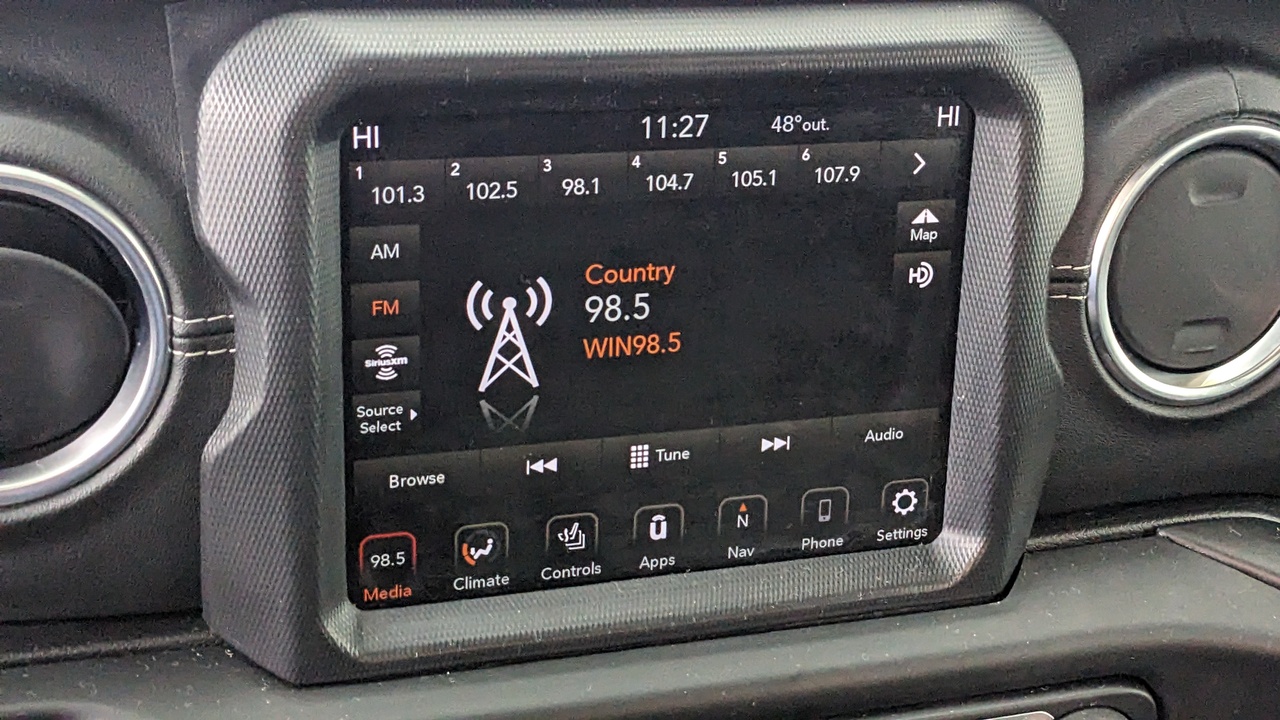 HI 11:27 48°out. HI
1 101.3 2 102.5 3 98.1 4 104.7 5 105.1 6 107.9
AM
FM
SiriusXM
Source
Select
Country
98.5
WIN98.5
Map
HD
Browse Tune Audio
98.5 N
Media Climate Controls Apps Nav Phone Settings